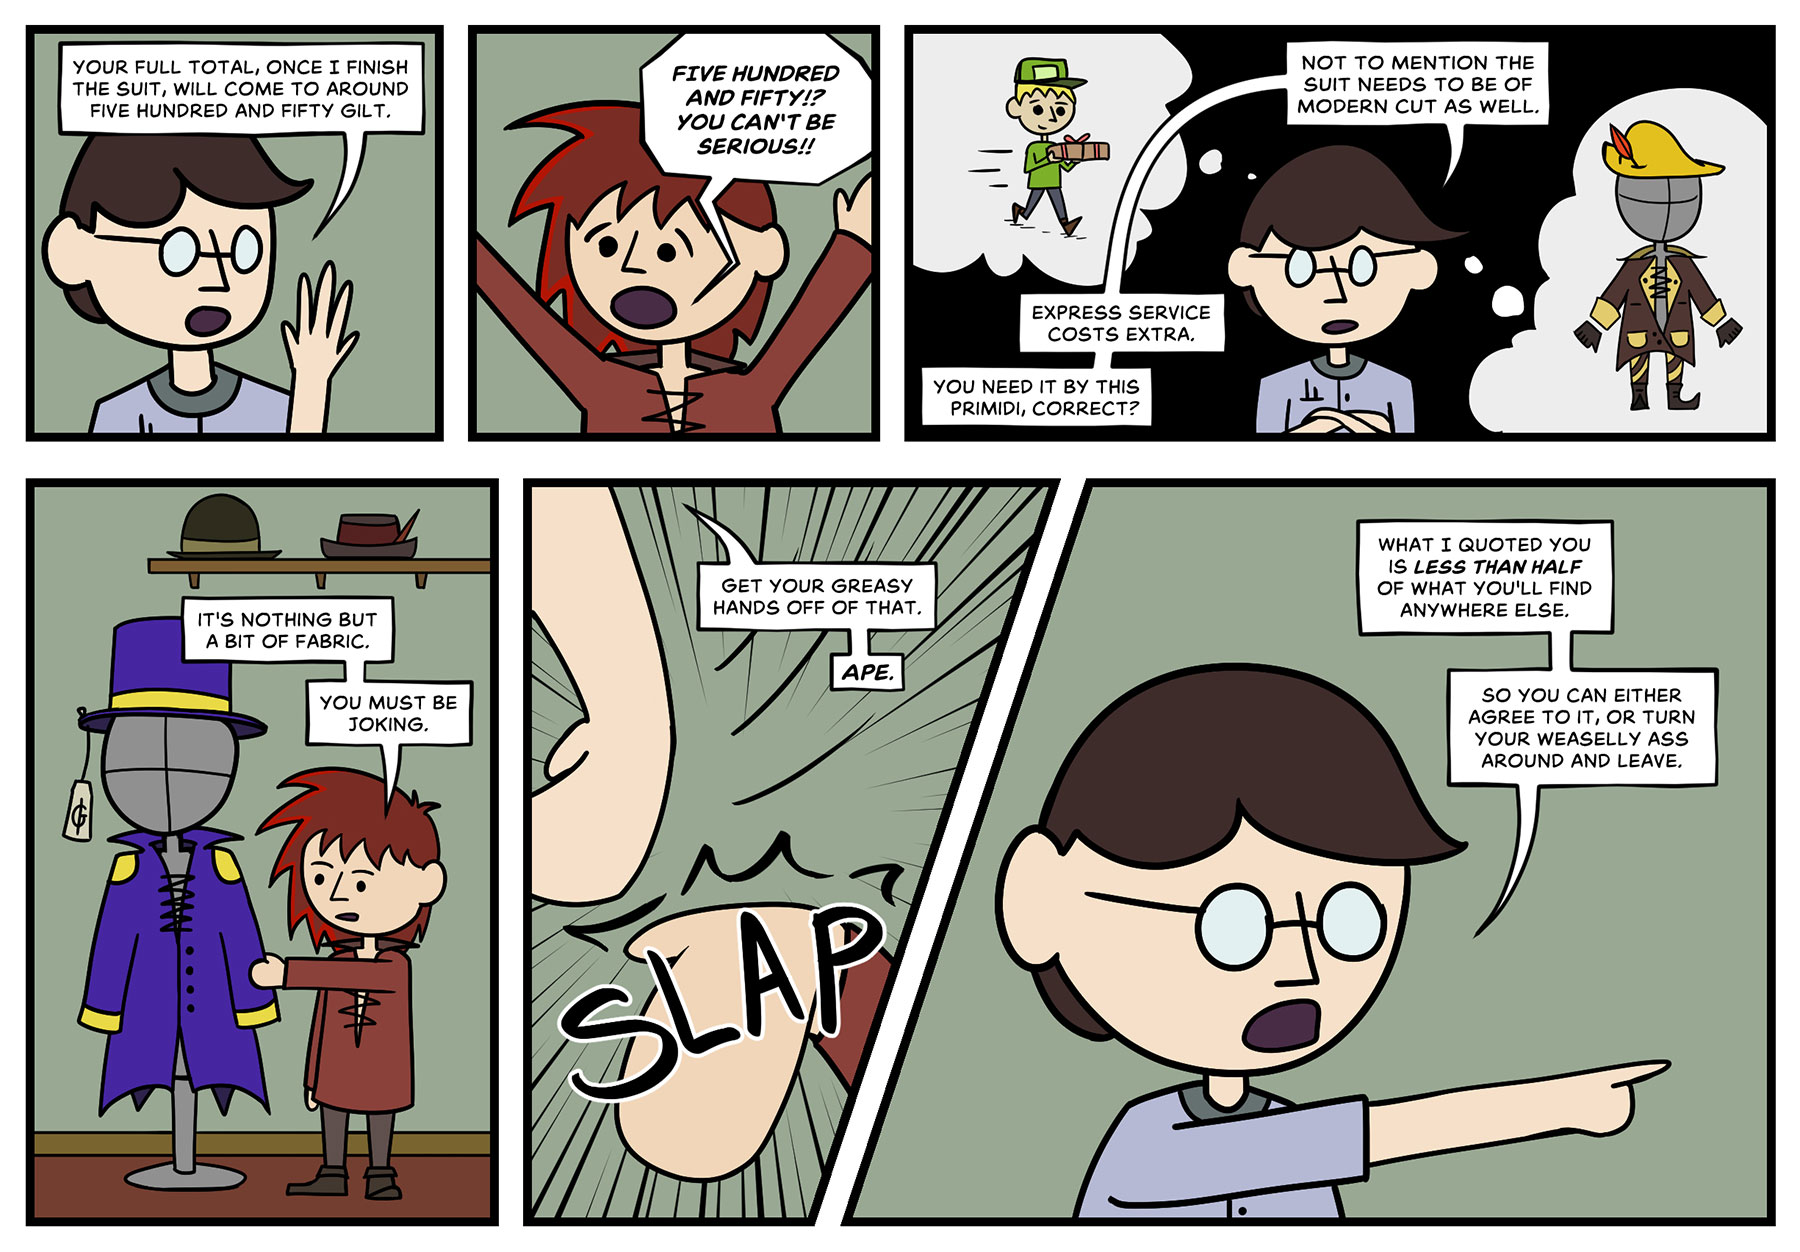 YOUR FULL TOTAL, ONCE I FINISH
THE SUIT, WILL COME TO AROUND
FIVE HUNDRED AND FIFTY GILT.
FIVE HUNDRED
AND FIFTY!?
YOU CAN'T BE
SERIOUS!!
YOU NEED IT BY THIS
PRIMIDI, CORRECT?
EXPRESS SERVICE
COSTS EXTRA.
NOT TO MENTION THE
SUIT NEEDS TO BE OF
MODERN CUT AS WELL.
IT'S NOTHING BUT
A BIT OF FABRIC.
YOU MUST BE
JOKING.
GET YOUR GREASY
HANDS OFF OF THAT.
APE.
SLAP
WHAT I QUOTED YOU
IS LESS THAN HALF
OF WHAT YOU'LL FIND
ANYWHERE ELSE.
SO YOU CAN EITHER
AGREE TO IT, OR TURN
YOUR WEASELLY ASS
AROUND AND LEAVE.